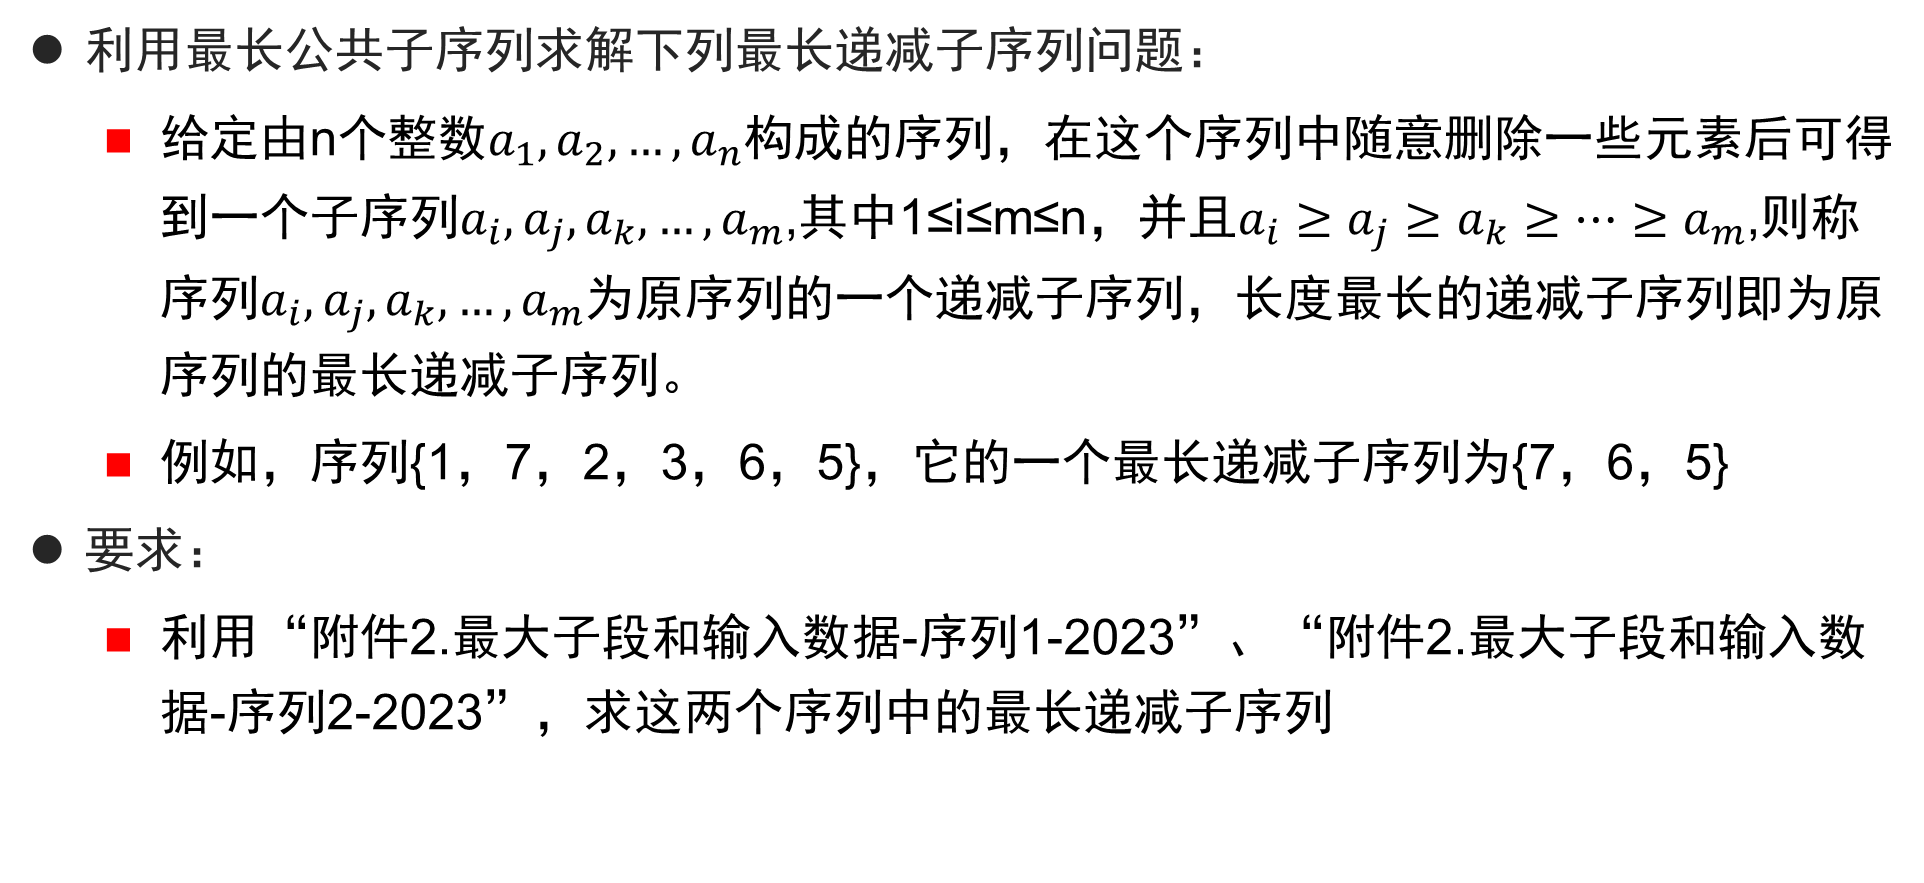 ● 利用最长公共子序列求解下列最长递减子序列问题：
■ 给定由n个整数a₁, a₂, … , aₙ构成的序列，在这个序列中随意删除一些元素后可得
到一个子序列aᵢ, aⱼ, aₖ, … , aₘ,其中1≤i≤m≤n，并且aᵢ ≥ aⱼ ≥ aₖ ≥ ⋯ ≥ aₘ,则称
序列aᵢ, aⱼ, aₖ, … , aₘ为原序列的一个递减子序列，长度最长的递减子序列即为原
序列的最长递减子序列。
■ 例如，序列{1，7，2，3，6，5}，它的一个最长递减子序列为{7，6，5}
● 要求：
■ 利用“附件2.最大子段和输入数据-序列1-2023”、“附件2.最大子段和输入数
据-序列2-2023”，求这两个序列中的最长递减子序列